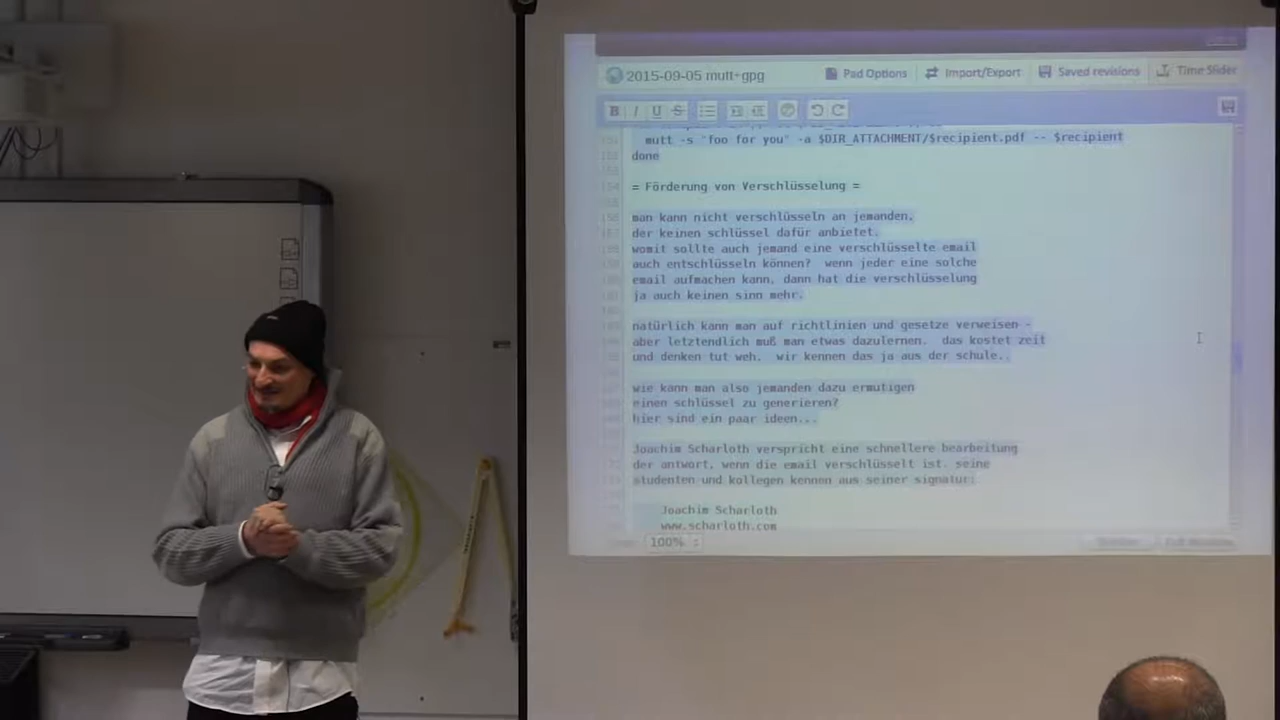 2015-09-05 mutt+gpg
Pad Options
Import/Export
Saved revisions
Time Slider
B I U S
mutt -s "foo for you" -a $DIR_ATTACHMENT/$recipient.pdf -- $recipient
done
= Förderung von Verschlüsselung =
man kann nicht verschlüsseln an jemanden,
der keinen schlüssel dafür anbietet.
womit sollte auch jemand eine verschlüsselte email
auch entschlüsseln können? wenn jeder eine solche
email aufmachen kann, dann hat die verschlüsselung
ja auch keinen sinn mehr.
natürlich kann man auf richtlinien und gesetze verweisen -
aber letztendlich muß man etwas dazulernen. das kostet zeit
und denken tut weh. wir kennen das ja aus der schule..
wie kann man also jemanden dazu ermutigen
einen schlüssel zu generieren?
hier sind ein paar ideen...
Joachim Scharloth verspricht eine schnellere bearbeitung
der antwort, wenn die email verschlüsselt ist. seine
studenten und kollegen kennen aus seiner signatur:
Joachim Scharloth
www.scharloth.com
100%